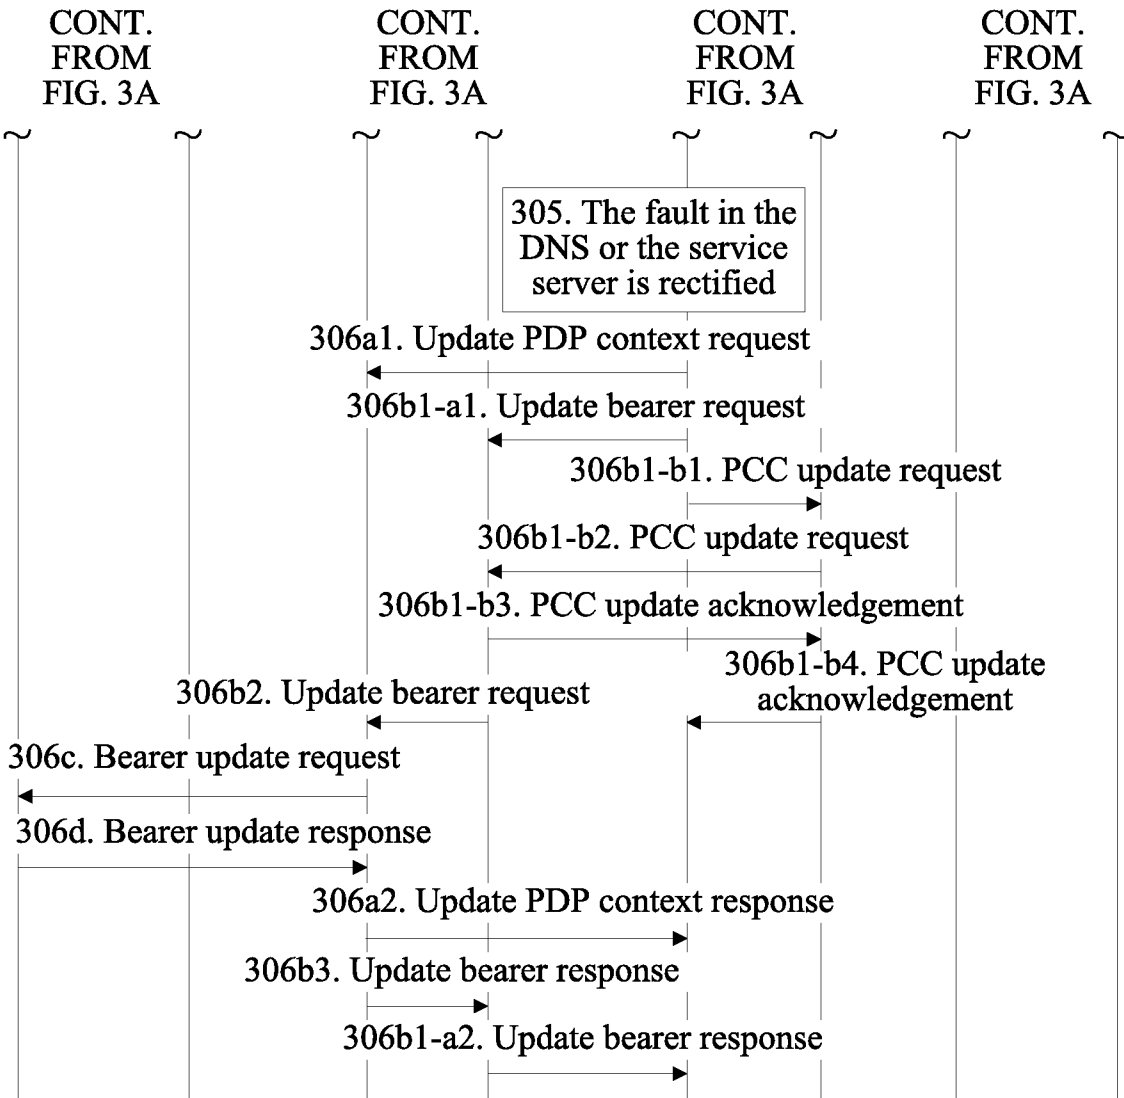 CONT.
FROM
FIG. 3A
CONT.
FROM
FIG. 3A
CONT.
FROM
FIG. 3A
CONT.
FROM
FIG. 3A
305. The fault in the
DNS or the service
server is rectified
306a1. Update PDP context request
306b1-a1. Update bearer request
306b1-b1. PCC update request
306b1-b2. PCC update request
306b1-b3. PCC update acknowledgement
306b1-b4. PCC update
acknowledgement
306b2. Update bearer request
306c. Bearer update request
306d. Bearer update response
306a2. Update PDP context response
306b3. Update bearer response
306b1-a2. Update bearer response